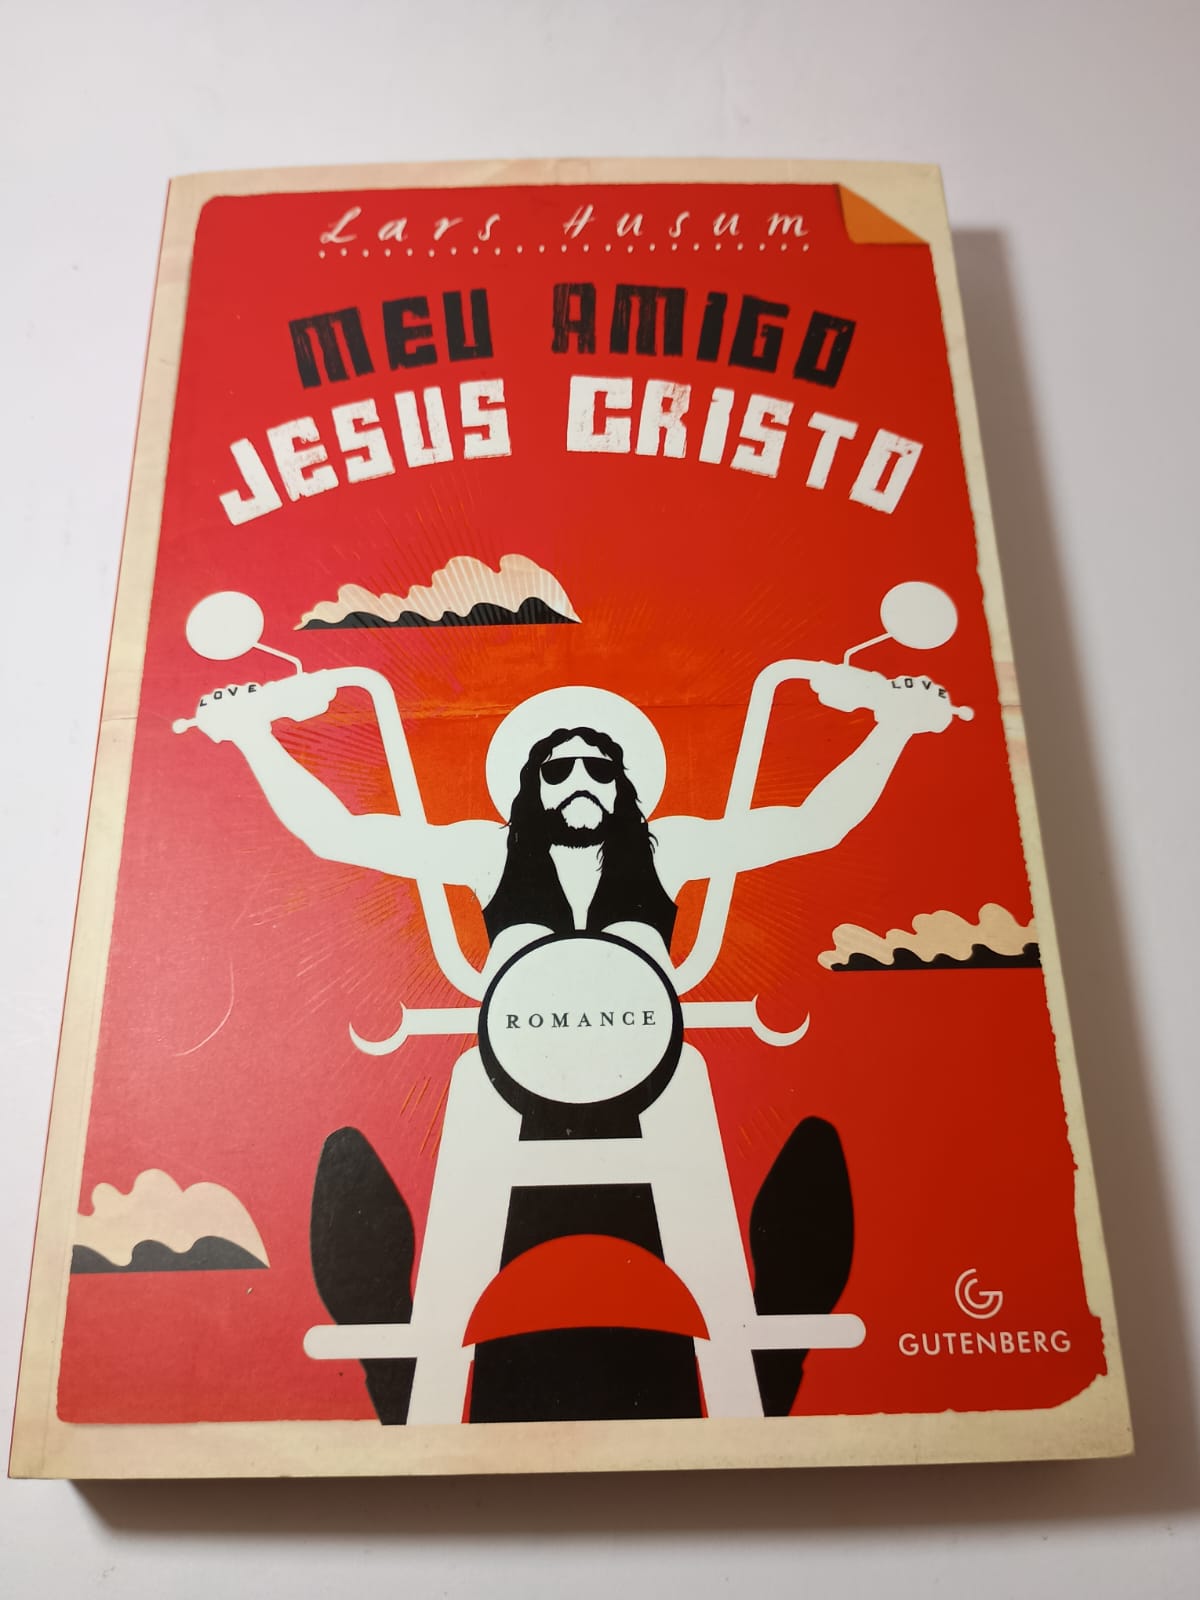 Lars Husum
MEU AMIGO
JESUS CRISTO
LOVE
LOVE
ROMANCE
G
GUTENBERG